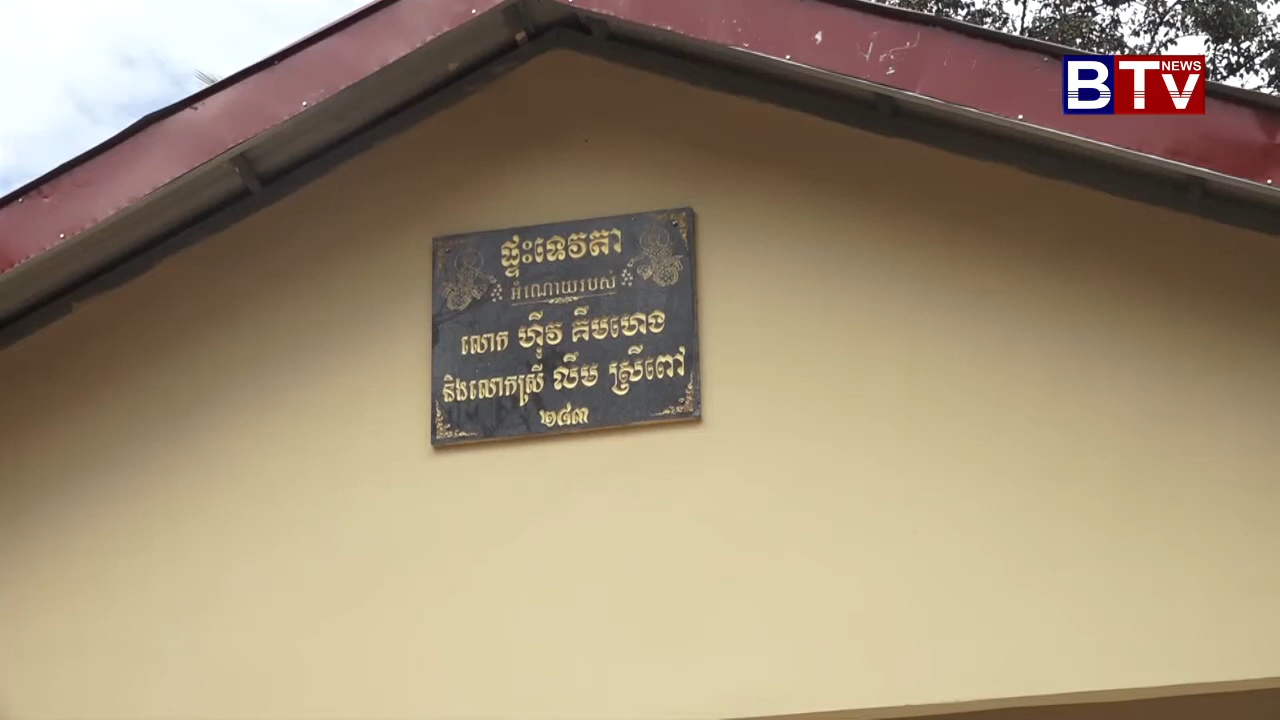 BTV NEWS
ផ្ទះទេវតា
អំណោយរបស់
លោក ហ៊ីវ គឹមហេង
និងលោកស្រី លឹម ស្រីពៅ
២៨៣